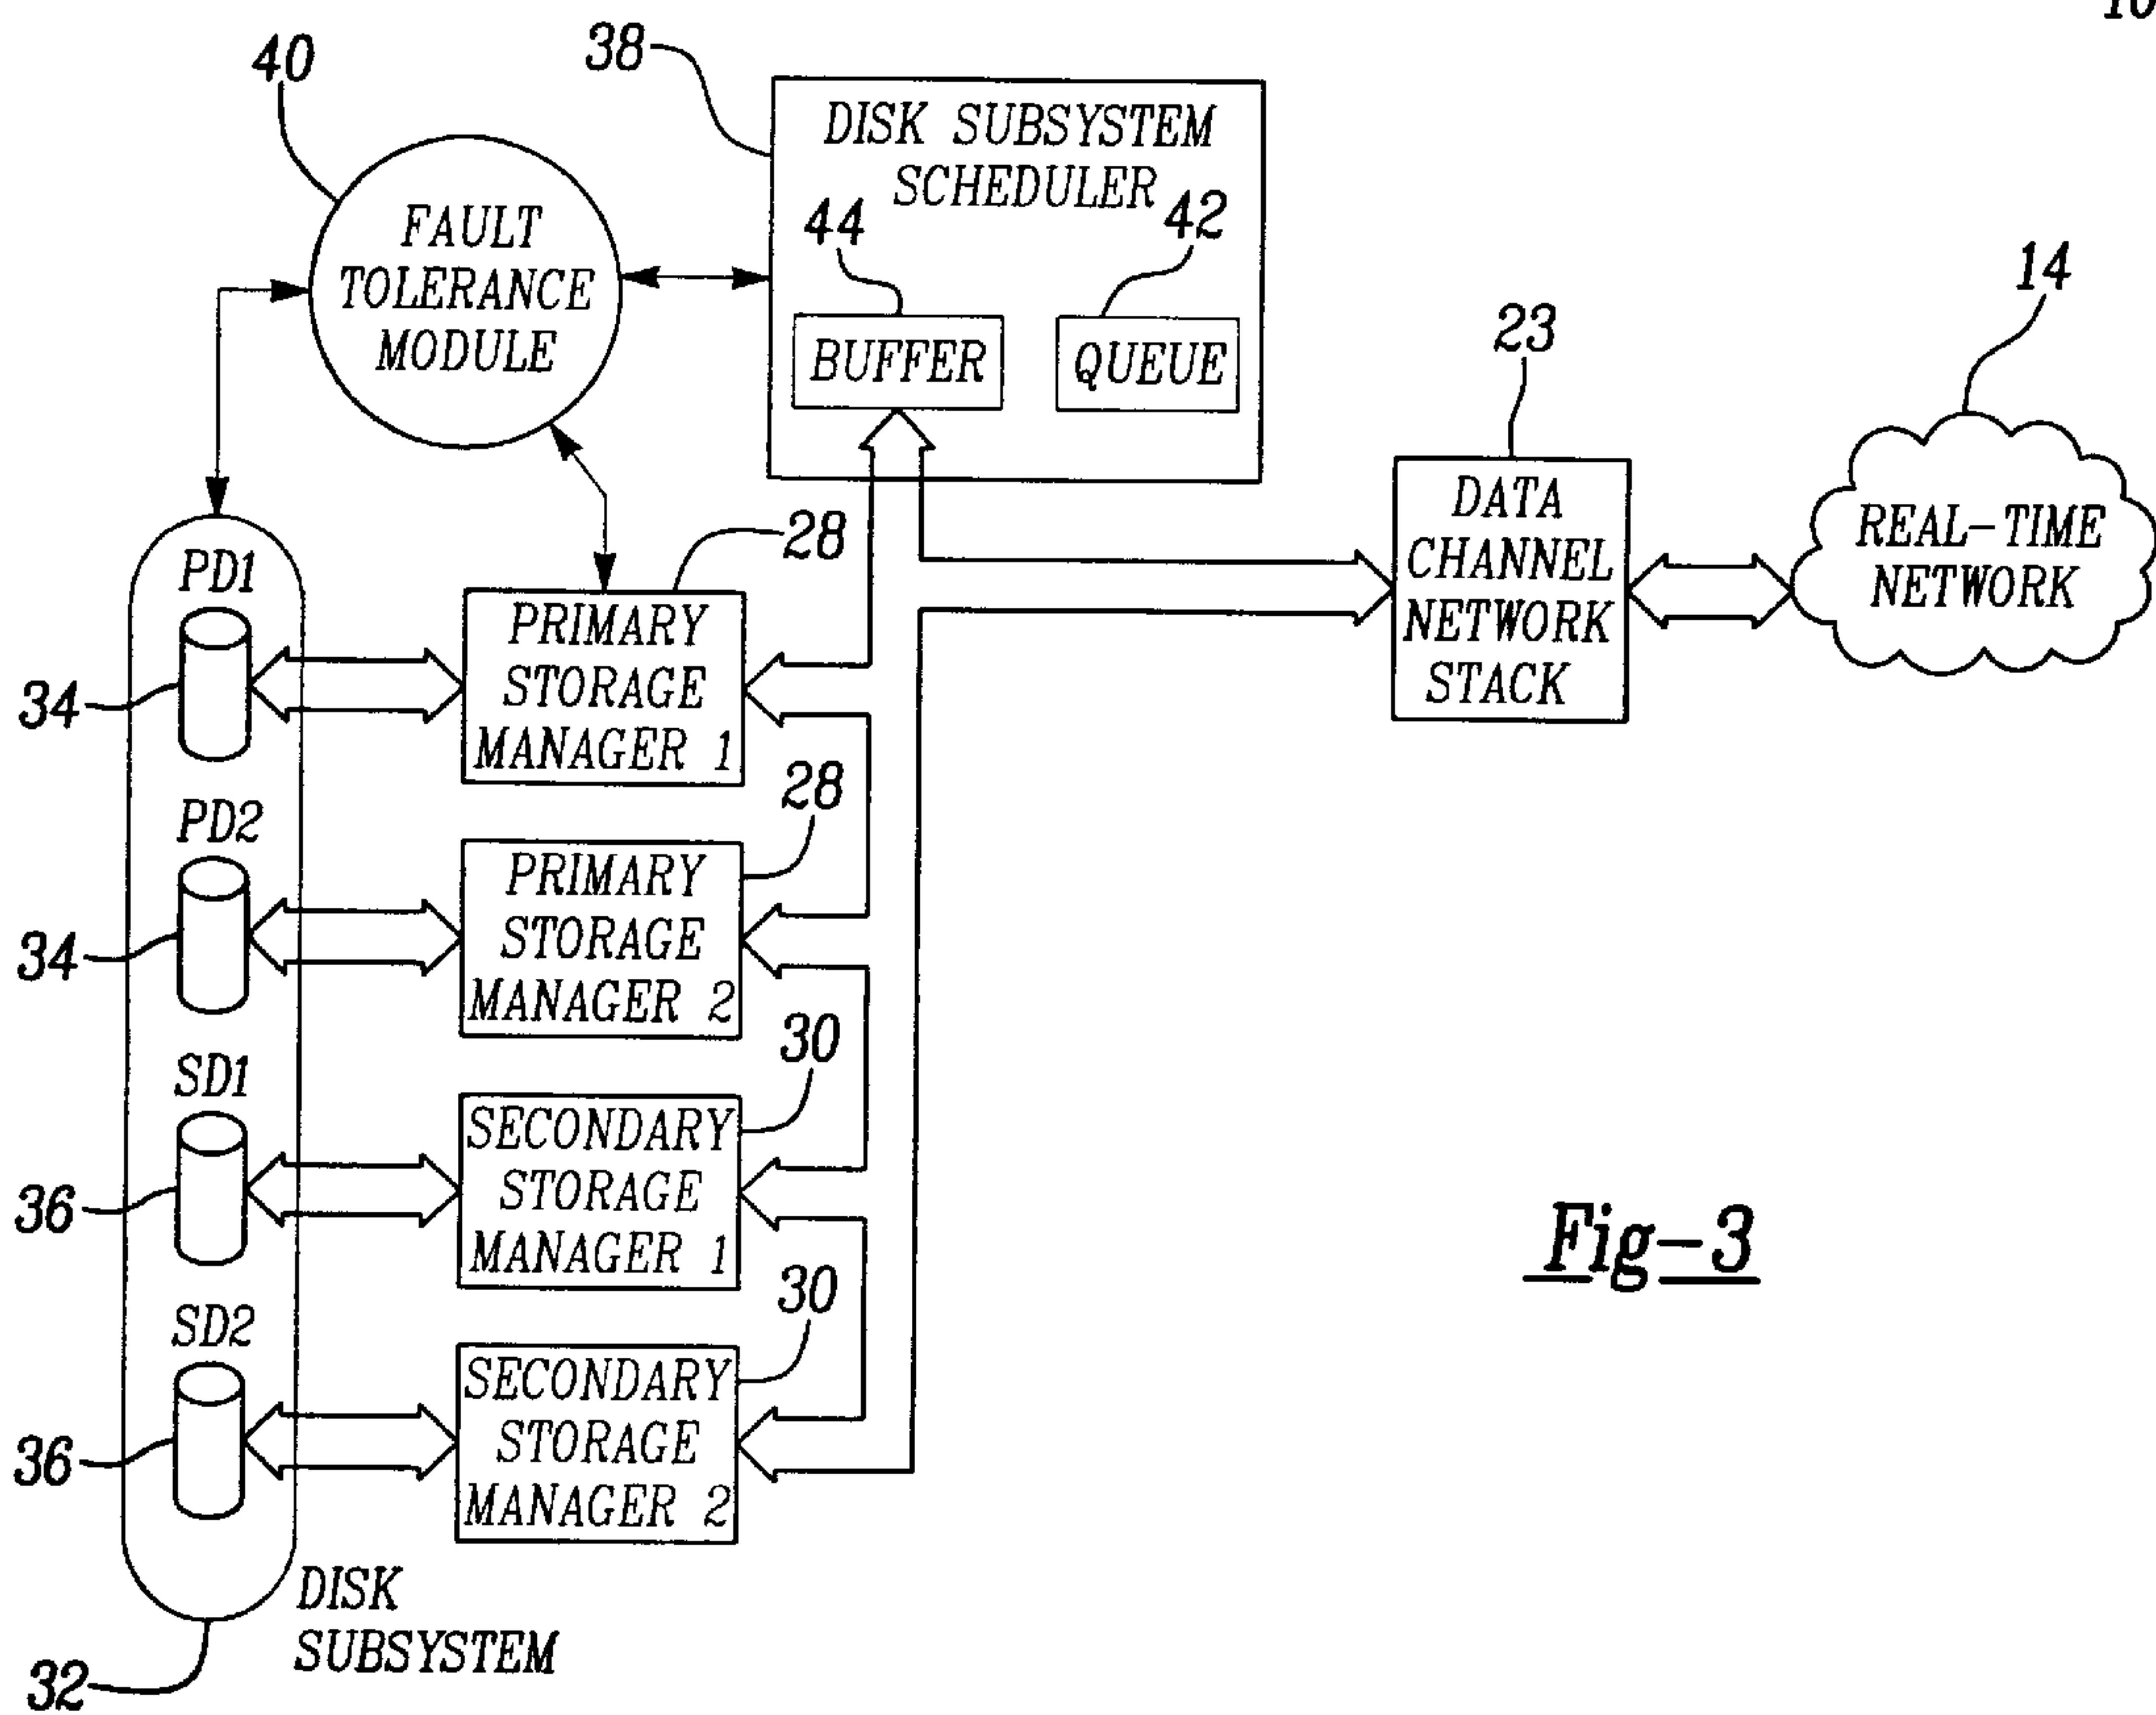 40
38
DISK SUBSYSTEM
SCHEDULER
44
42
BUFFER
QUEUE
FAULT
TOLERANCE
MODULE
23
14
DATA
CHANNEL
NETWORK
STACK
REAL-TIME
NETWORK
PD1
34
28
PRIMARY
STORAGE
MANAGER 1
PD2
34
28
PRIMARY
STORAGE
MANAGER 2
SD1
36
30
SECONDARY
STORAGE
MANAGER 1
SD2
36
30
SECONDARY
STORAGE
MANAGER 2
DISK
SUBSYSTEM
32
Fig-3